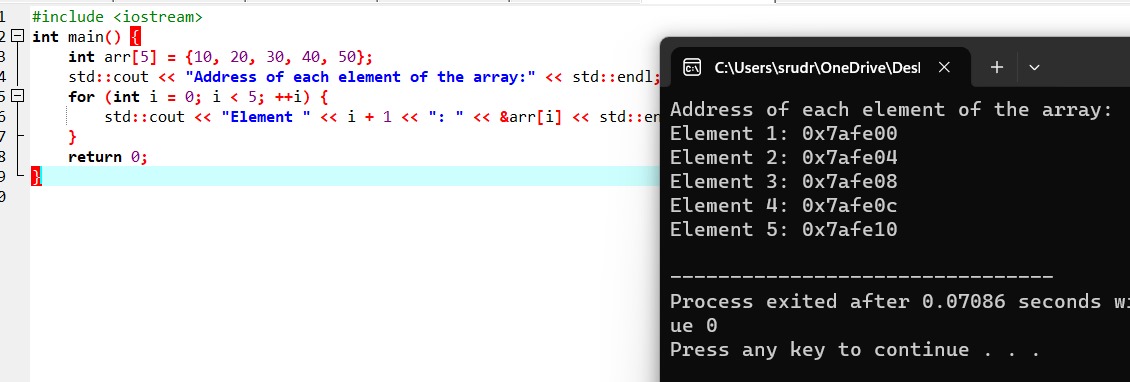 1 #include <iostream>
2 int main() {
3 int arr[5] = {10, 20, 30, 40, 50};
4 std::cout << "Address of each element of the array:" << std::endl;
5 for (int i = 0; i < 5; ++i) {
6 std::cout << "Element " << i + 1 << ": " << &arr[i] << std::en
7 }
8 return 0;
9 }
0
C:\Users\srudr\OneDrive\Des
Address of each element of the array:
Element 1: 0x7afe00
Element 2: 0x7afe04
Element 3: 0x7afe08
Element 4: 0x7afe0c
Element 5: 0x7afe10
--------------------------------
Process exited after 0.07086 seconds wi
ue 0
Press any key to continue . . .